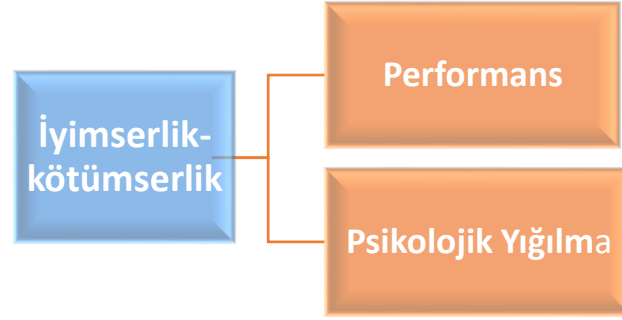 İyimserlik-
kötümserlik
Performans
Psikolojik Yığılma